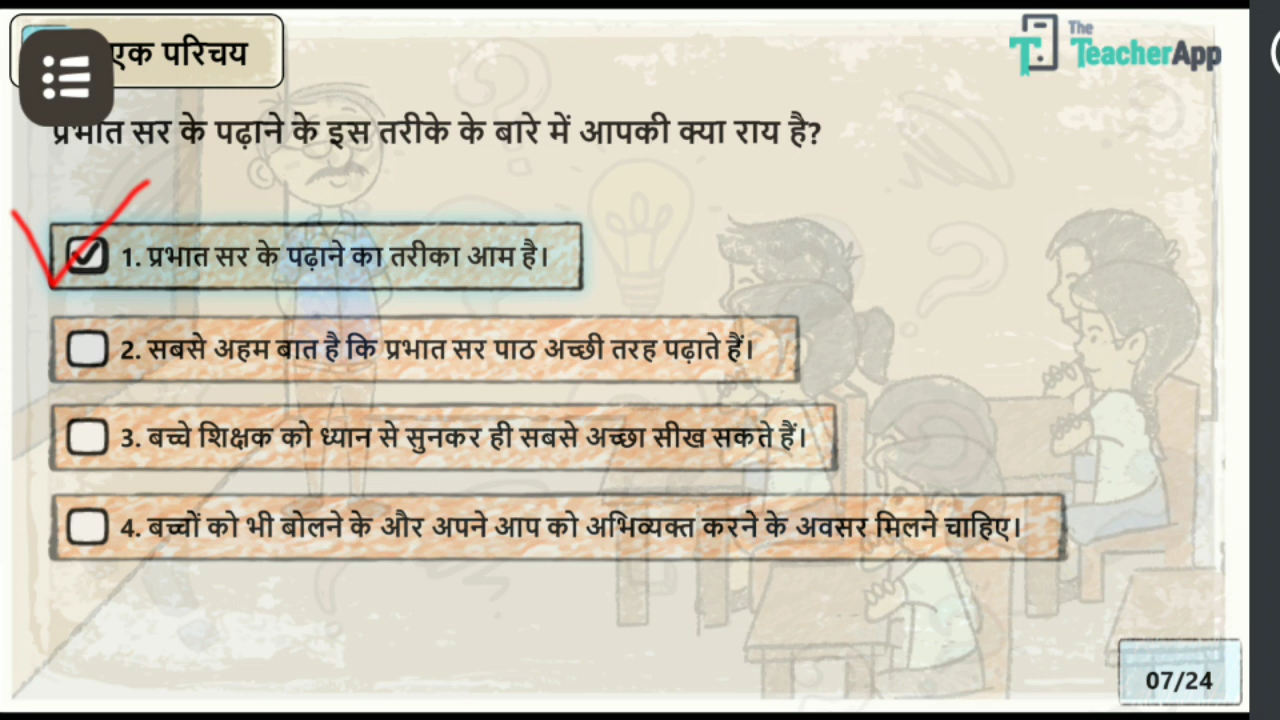 एक परिचय
The
TeacherApp
प्रभात सर के पढ़ाने के इस तरीके के बारे में आपकी क्या राय है?
1. प्रभात सर के पढ़ाने का तरीका आम है।
2. सबसे अहम बात है कि प्रभात सर पाठ अच्छी तरह पढ़ाते हैं।
3. बच्चे शिक्षक को ध्यान से सुनकर ही सबसे अच्छा सीख सकते हैं।
4. बच्चों को भी बोलने के और अपने आप को अभिव्यक्त करने के अवसर मिलने चाहिए।
07/24